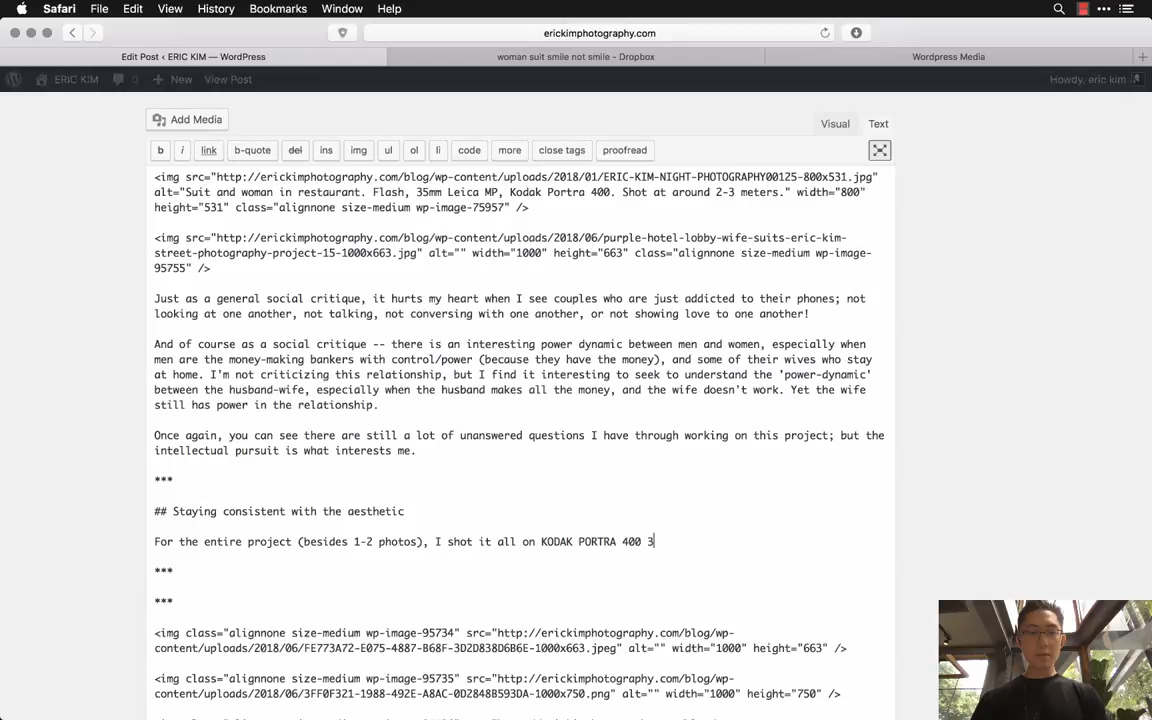 Safari File Edit View History Bookmarks Window Help
erickimphotography.com
Edit Post ‹ ERIC KIM — WordPress
woman suit smile not smile - Dropbox
Wordpress Media
ERIC KIM
New
View Post
Howdy, eric kim
Add Media
Visual Text
b i link b-quote del ins img ul ol li code more close tags proofread
<img src="http://erickimphotography.com/blog/wp-content/uploads/2018/01/ERIC-KIM-NIGHT-PHOTOGRAPHY00125-800x531.jpg"
alt="Suit and woman in restaurant. Flash, 35mm Leica MP, Kodak Portra 400. Shot at around 2-3 meters." width="800"
height="531" class="alignnone size-medium wp-image-75957" />
<img src="http://erickimphotography.com/blog/wp-content/uploads/2018/06/purple-hotel-lobby-wife-suits-eric-kim-
street-photography-project-15-1000x663.jpg" alt="" width="1000" height="663" class="alignnone size-medium wp-image-
95755" />
Just as a general social critique, it hurts my heart when I see couples who are just addicted to their phones; not
looking at one another, not talking, not conversing with one another, or not showing love to one another!
And of course as a social critique -- there is an interesting power dynamic between men and women, especially when
men are the money-making bankers with control/power (because they have the money), and some of their wives who stay
at home. I'm not criticizing this relationship, but I find it interesting to seek to understand the 'power-dynamic'
between the husband-wife, especially when the husband makes all the money, and the wife doesn't work. Yet the wife
still has power in the relationship.
Once again, you can see there are still a lot of unanswered questions I have through working on this project; but the
intellectual pursuit is what interests me.
***
## Staying consistent with the aesthetic
For the entire project (besides 1-2 photos), I shot it all on KODAK PORTRA 400 3
***
***
<img class="alignnone size-medium wp-image-95734" src="http://erickimphotography.com/blog/wp-
content/uploads/2018/06/FE773A72-E075-4887-B68F-3D2D838D6B6E-1000x663.jpeg" alt="" width="1000" height="663" />
<img class="alignnone size-medium wp-image-95735" src="http://erickimphotography.com/blog/wp-
content/uploads/2018/06/3FF0F321-1988-492E-A8AC-0D2848B593DA-1000x750.png" alt="" width="1000" height="750" />